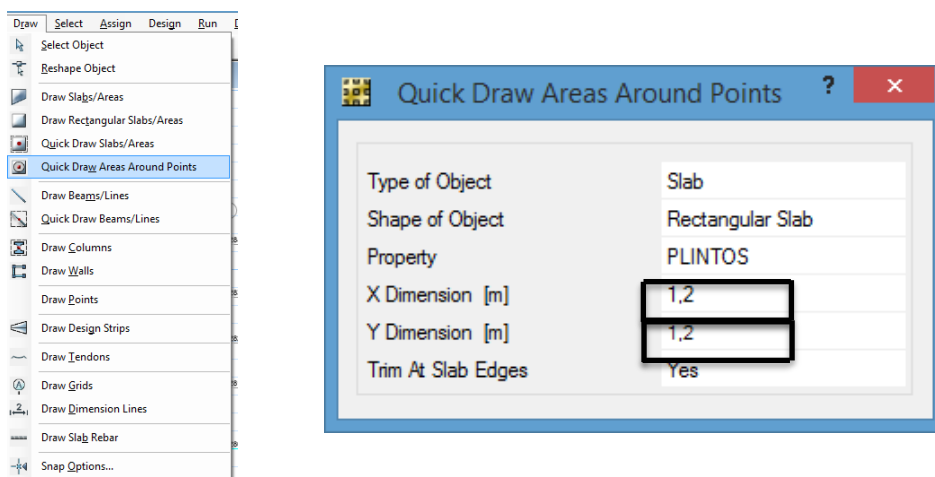 Draw Select Assign Design Run
Select Object
Reshape Object
Draw Slabs/Areas
Draw Rectangular Slabs/Areas
Quick Draw Slabs/Areas
Quick Draw Areas Around Points
Draw Beams/Lines
Quick Draw Beams/Lines
Draw Columns
Draw Walls
Draw Points
Draw Design Strips
Draw Tendons
Draw Grids
Draw Dimension Lines
Draw Slab Rebar
Snap Options...
Quick Draw Areas Around Points ? ×
Type of Object Slab
Shape of Object Rectangular Slab
Property PLINTOS
X Dimension [m] 1,2
Y Dimension [m] 1,2
Trim At Slab Edges Yes